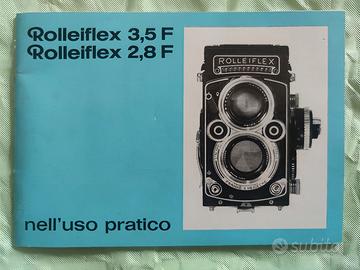 Rolleiflex 3,5 F
Rolleiflex 2,8 F
ROLLEIFLEX
nell'uso pratico
subito